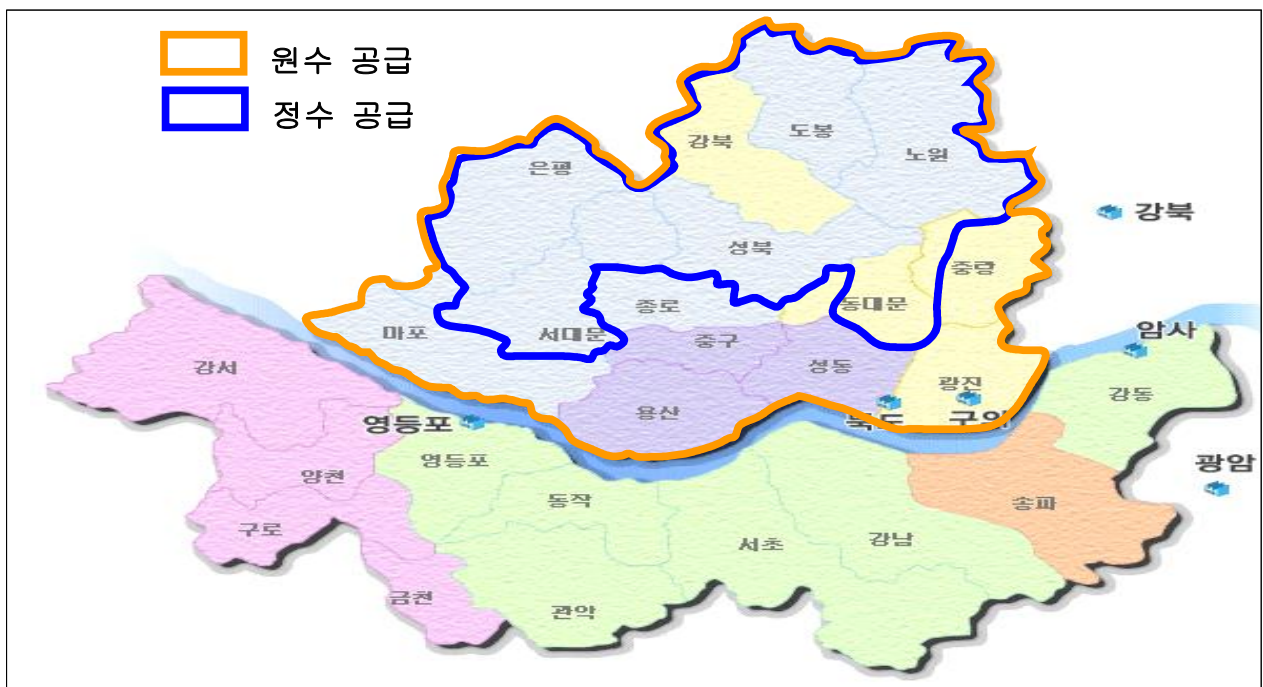 원수 공급
정수 공급
도봉
강북
노원
은평
강북
성북
중랑
종로
동대문
마포
서대문
중구
암사
강서
성동
광진
강동
용산
영등포
구의
영등포
광암
양천
동작
송파
구로
서초
강남
금천
관악